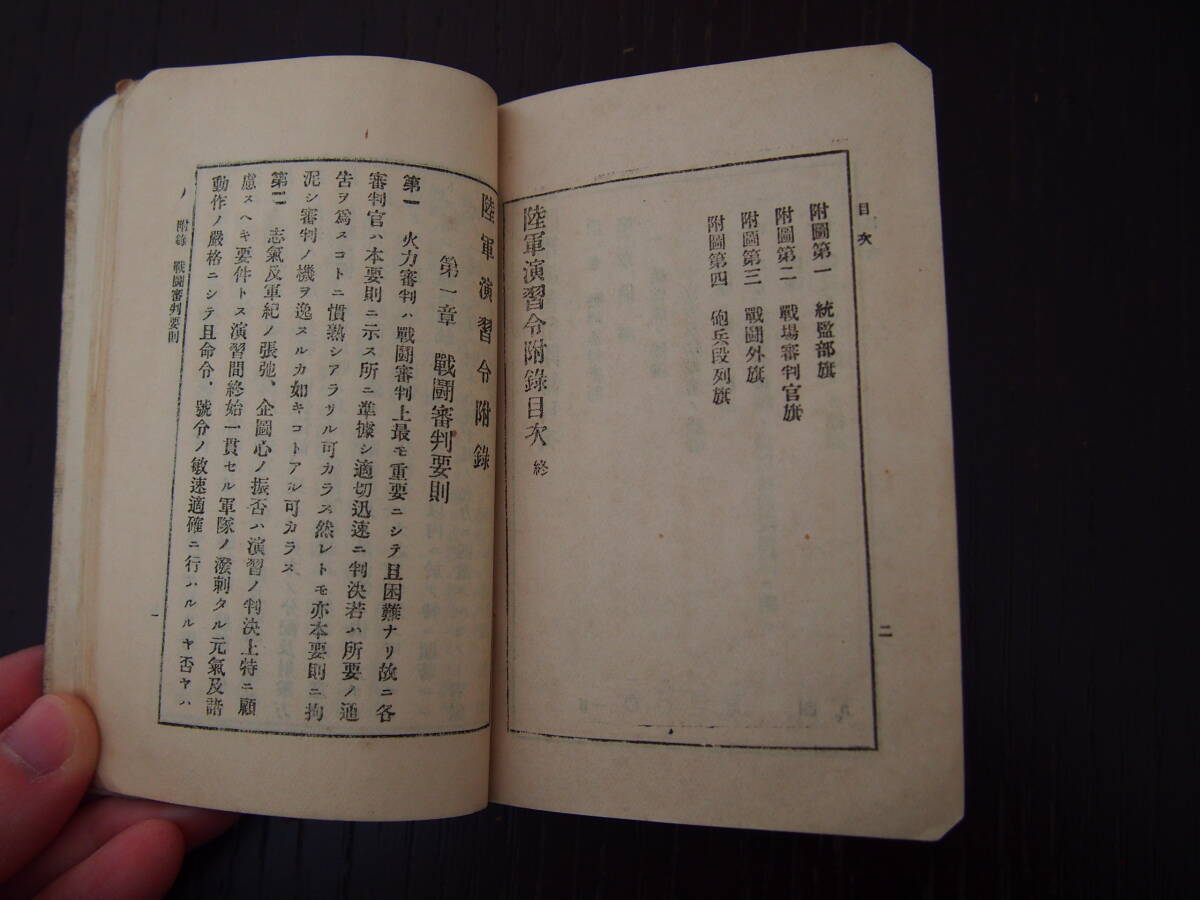 目次
附圖第一　統監部旗
附圖第二　戰場審判官旗
附圖第三　戰鬪外旗
附圖第四　砲兵段列旗
陸軍演習令附錄目次　終
二
陸軍演習令附錄
第一章　戰鬪審判要則
第一　火力審判ハ戰鬪審判上最モ重要ニシテ且困難ナリ故ニ各
審判官ハ本要則ニ示ス所ニ準據シ適切迅速ニ判決若ハ所要ノ通
吿ヲ爲スコトニ慣熟シアラサル可カラス然レトモ亦本要則ニ拘
泥シ審判ノ機ヲ逸スルカ如キコトアル可カラス
第二　志氣及軍紀ノ張弛、企圖心ノ振否ハ演習ノ判決上特ニ顧
慮スヘキ要件トス演習間終始一貫セル軍隊ノ潑剌タル元氣及諸
動作ノ嚴格ニシテ且命令、號令ノ敏速適確ニ行ハルルヤ否ヤハ
附錄　戰鬪審判要則
一